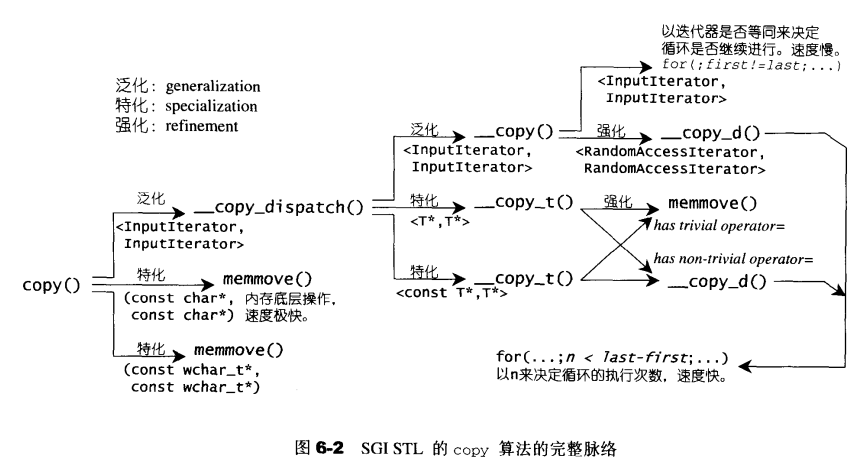 以迭代器是否等同来决定
循环是否继续进行。速度慢。
for(;first!=last;...)
<InputIterator,
InputIterator>
泛化: generalization
特化: specialization
强化: refinement
泛化
__copy()
强化
__copy_d()
<InputIterator,
InputIterator>
<RandomAccessIterator,
RandomAccessIterator>
泛化
__copy_dispatch()
<InputIterator,
InputIterator>
特化
__copy_t()
<T*,T*>
强化
memmove()
has trivial operator=
has non-trivial operator=
特化
__copy_t()
<const T*,T*>
__copy_d()
copy()
特化
memmove()
(const char*, 内存底层操作,
const char*) 速度极快。
特化
memmove()
(const wchar_t*,
const wchar_t*)
for(...;n < last-first;...)
以n来决定循环的执行次数, 速度快。
图 6-2 SGI STL 的 copy 算法的完整脉络